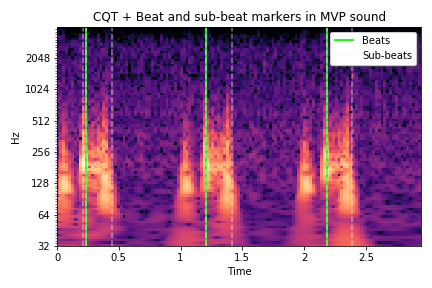 CQT + Beat and sub-beat markers in MVP sound
Beats
Sub-beats
2048
1024
512
256
128
64
32
Hz
0
0.5
1
1.5
2
2.5
Time